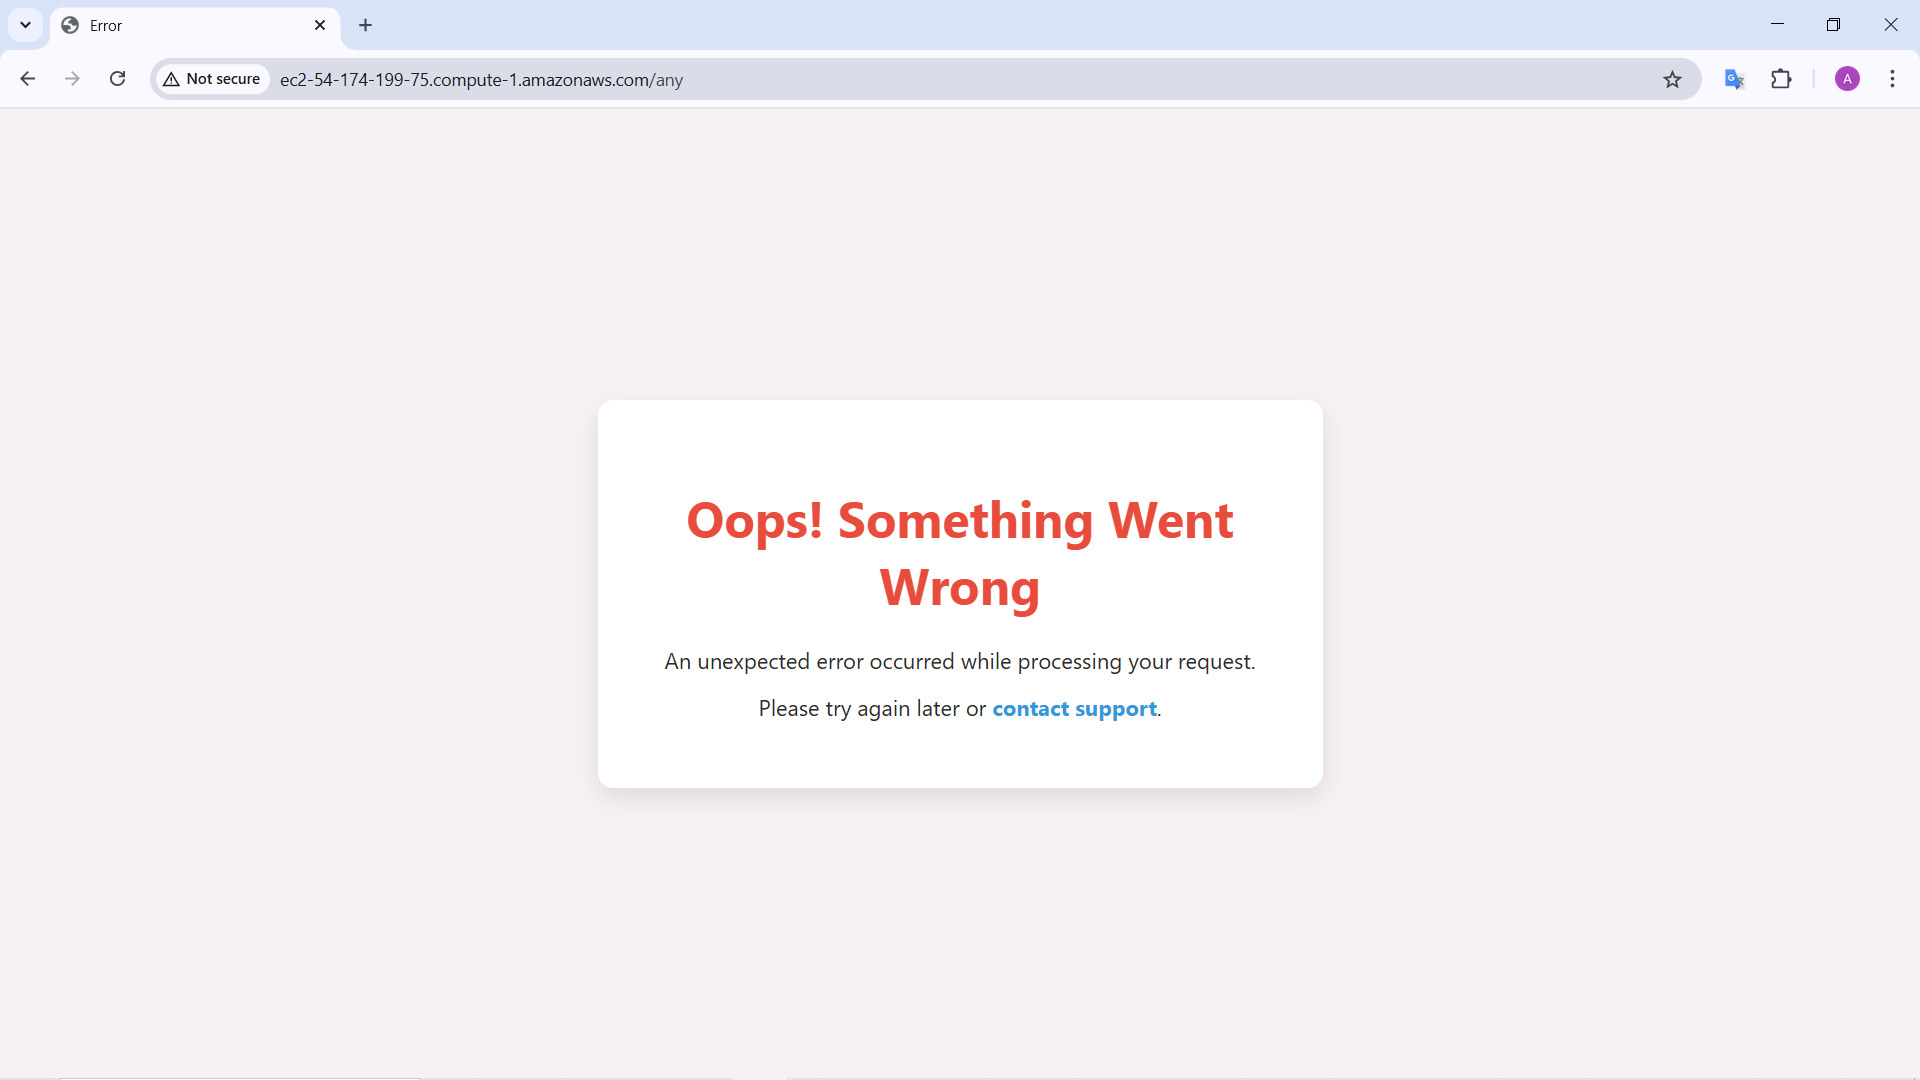 Error
Not secure
ec2-54-174-199-75.compute-1.amazonaws.com/any
A
Oops! Something Went
Wrong
An unexpected error occurred while processing your request.
Please try again later or contact support.